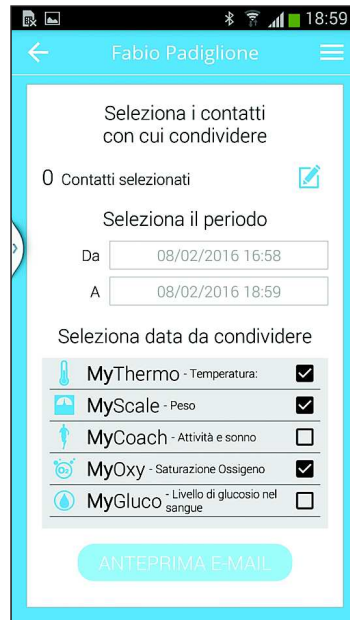 18:59
Fabio Padiglione
Seleziona i contatti
con cui condividere
0 Contatti selezionati
Seleziona il periodo
Da 08/02/2016 16:58
A 08/02/2016 18:59
Seleziona data da condividere
MyThermo - Temperatura:
MyScale - Peso
MyCoach - Attività e sonno
O₂ MyOxy - Saturazione Ossigeno
MyGluco - Livello di glucosio nel
sangue
ANTEPRIMA E-MAIL